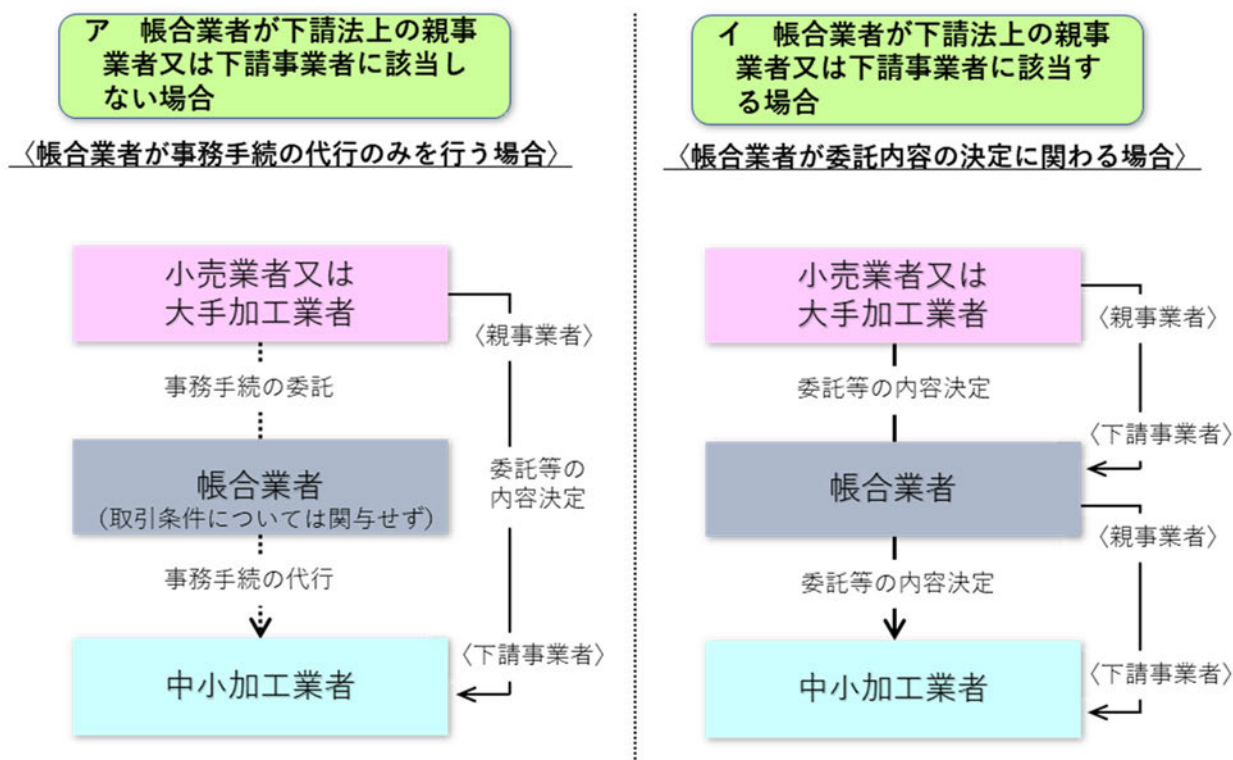 ア　帳合業者が下請法上の親事
業者又は下請事業者に該当し
ない場合
〈帳合業者が事務手続の代行のみを行う場合〉
小売業者又は
大手加工業者
〈親事業者〉
事務手続の委託
帳合業者
（取引条件については関与せず）
委託等の
内容決定
事務手続の代行
〈下請事業者〉
中小加工業者
イ　帳合業者が下請法上の親事
業者又は下請事業者に該当す
る場合
〈帳合業者が委託内容の決定に関わる場合〉
小売業者又は
大手加工業者
〈親事業者〉
委託等の内容決定
〈下請事業者〉
帳合業者
〈親事業者〉
委託等の内容決定
〈下請事業者〉
中小加工業者